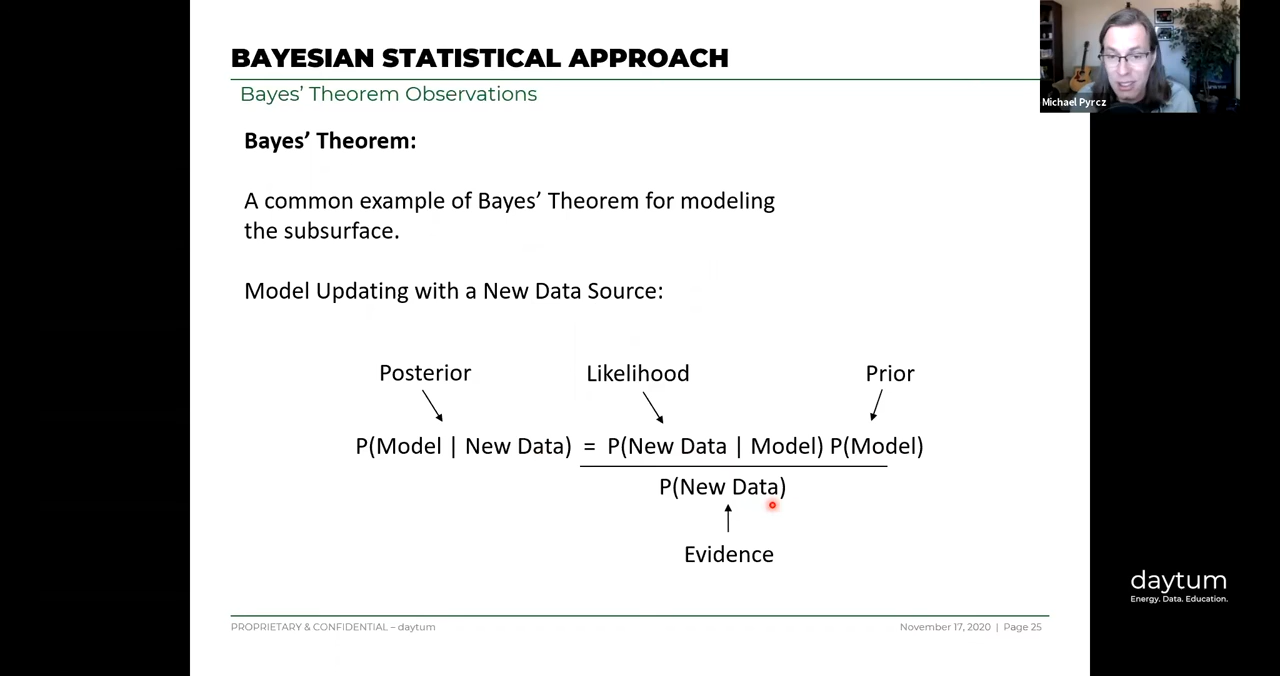 BAYESIAN STATISTICAL APPROACH
Bayes’ Theorem Observations
Michael Pyrcz
Bayes’ Theorem:
A common example of Bayes’ Theorem for modeling
the subsurface.
Model Updating with a New Data Source:
Posterior Likelihood Prior
P(Model | New Data) = P(New Data | Model) P(Model)
P(New Data)
Evidence
daytum
Energy. Data. Education.
PROPRIETARY & CONFIDENTIAL – daytum November 17, 2020 | Page 25